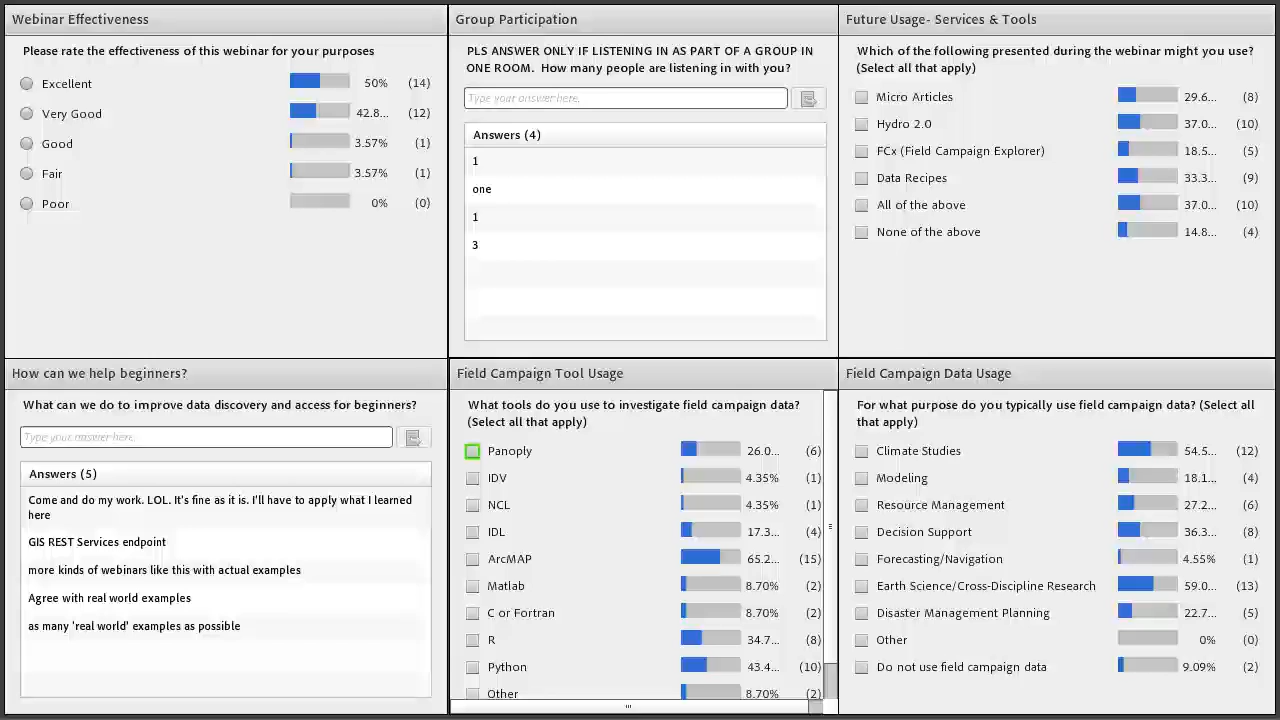 Webinar Effectiveness
Please rate the effectiveness of this webinar for your purposes
Excellent 50% (14)
Very Good 42.8... (12)
Good 3.57% (1)
Fair 3.57% (1)
Poor 0% (0)
Group Participation
PLS ANSWER ONLY IF LISTENING IN AS PART OF A GROUP IN
ONE ROOM. How many people are listening in with you?
Type your answer here.
Answers (4)
1
one
1
3
Future Usage- Services & Tools
Which of the following presented during the webinar might you use?
(Select all that apply)
Micro Articles 29.6... (8)
Hydro 2.0 37.0... (10)
FCx (Field Campaign Explorer) 18.5... (5)
Data Recipes 33.3... (9)
All of the above 37.0... (10)
None of the above 14.8... (4)
How can we help beginners?
What can we do to improve data discovery and access for beginners?
Type your answer here.
Answers (5)
Come and do my work. LOL. It's fine as it is. I'll have to apply what I learned
here
GIS REST Services endpoint
more kinds of webinars like this with actual examples
Agree with real world examples
as many 'real world' examples as possible
Field Campaign Tool Usage
What tools do you use to investigate field campaign data?
(Select all that apply)
Panoply 26.0... (6)
IDV 4.35% (1)
NCL 4.35% (1)
IDL 17.3... (4)
ArcMAP 65.2... (15)
Matlab 8.70% (2)
C or Fortran 8.70% (2)
R 34.7... (8)
Python 43.4... (10)
Other 8.70% (2)
Field Campaign Data Usage
For what purpose do you typically use field campaign data? (Select all
that apply)
Climate Studies 54.5... (12)
Modeling 18.1... (4)
Resource Management 27.2... (6)
Decision Support 36.3... (8)
Forecasting/Navigation 4.55% (1)
Earth Science/Cross-Discipline Research 59.0... (13)
Disaster Management Planning 22.7... (5)
Other 0% (0)
Do not use field campaign data 9.09% (2)